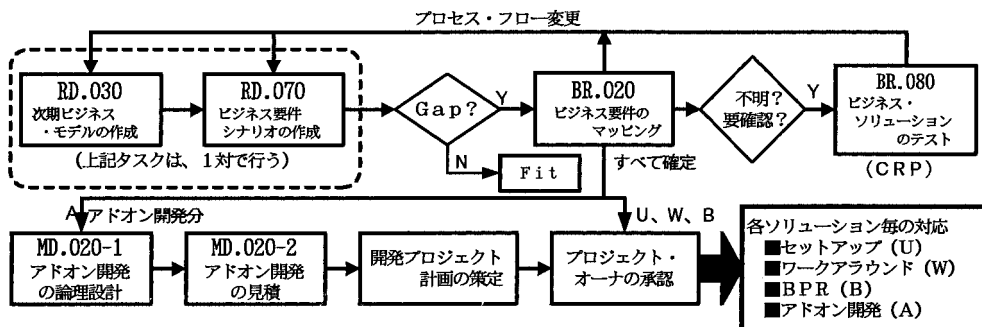 プロセス・フロー変更
RD.030
次期ビジネス
・モデルの作成
RD.070
ビジネス要件
シナリオの作成
(上記タスクは、１対で行う)
Gap?
Y
N
Fit
BR.020
ビジネス要件の
マッピング
すべて確定
不明?
要確認?
Y
BR.080
ビジネス・
ソリューション
のテスト
(CRP)
A アドオン開発分
U、W、B
MD.020-1
アドオン開発
の論理設計
MD.020-2
アドオン開発
の見積
開発プロジェクト
計画の策定
プロジェクト・
オーナの承認
各ソリューション毎の対応
■セットアップ (U)
■ワークアラウンド (W)
■BPR (B)
■アドオン開発 (A)